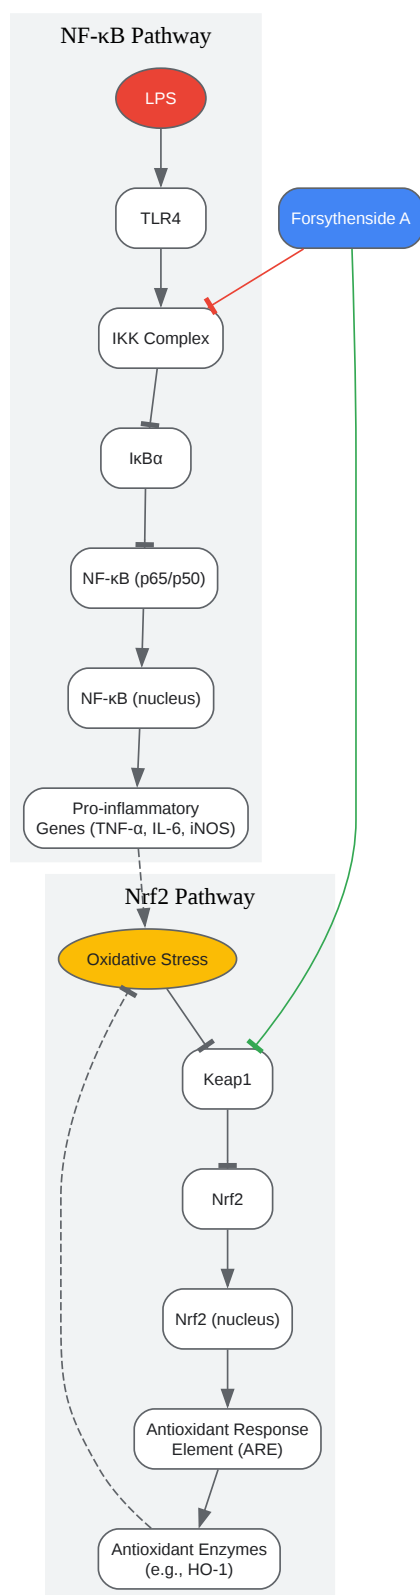 NF-κB Pathway
LPS
TLR4
Forsythenside A
IKK Complex
IκBα
NF-κB (p65/p50)
NF-κB (nucleus)
Pro-inflammatory
Genes (TNF-α, IL-6, iNOS)
Nrf2 Pathway
Oxidative Stress
Keap1
Nrf2
Nrf2 (nucleus)
Antioxidant Response
Element (ARE)
Antioxidant Enzymes
(e.g., HO-1)